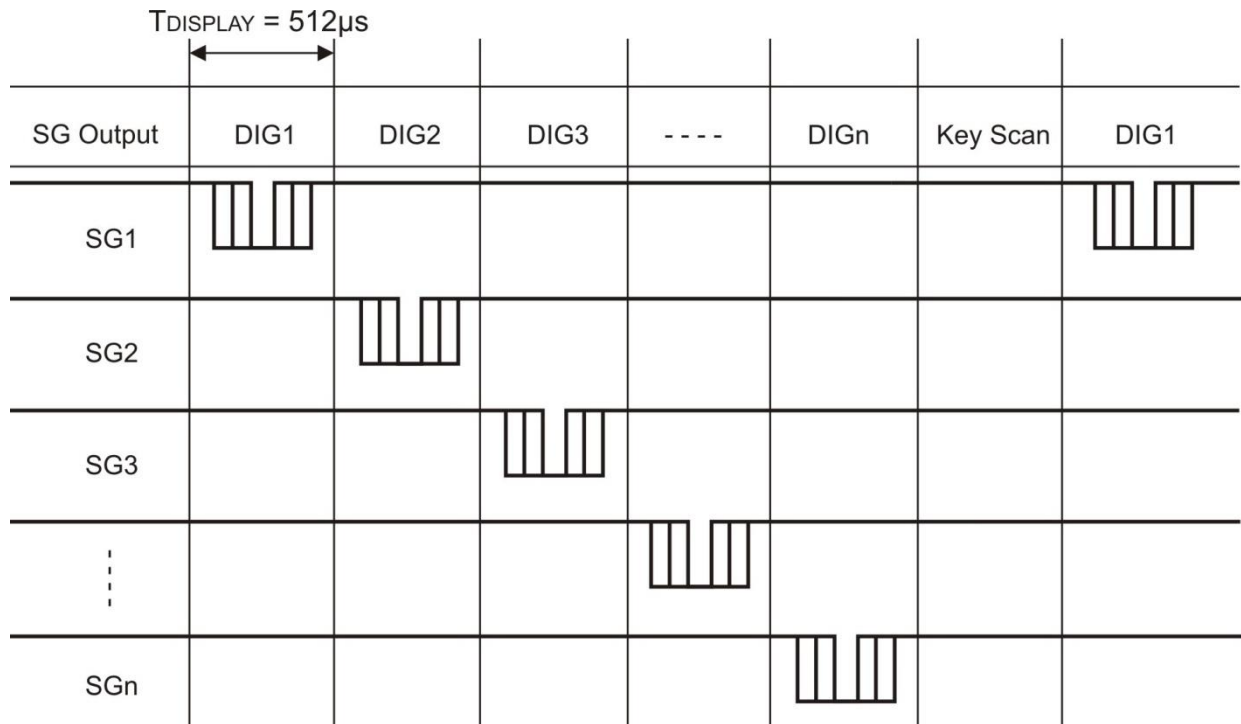 TDISPLAY = 512µs
SG Output DIG1 DIG2 DIG3 ---- DIGn Key Scan DIG1
SG1
SG2
SG3
SGn